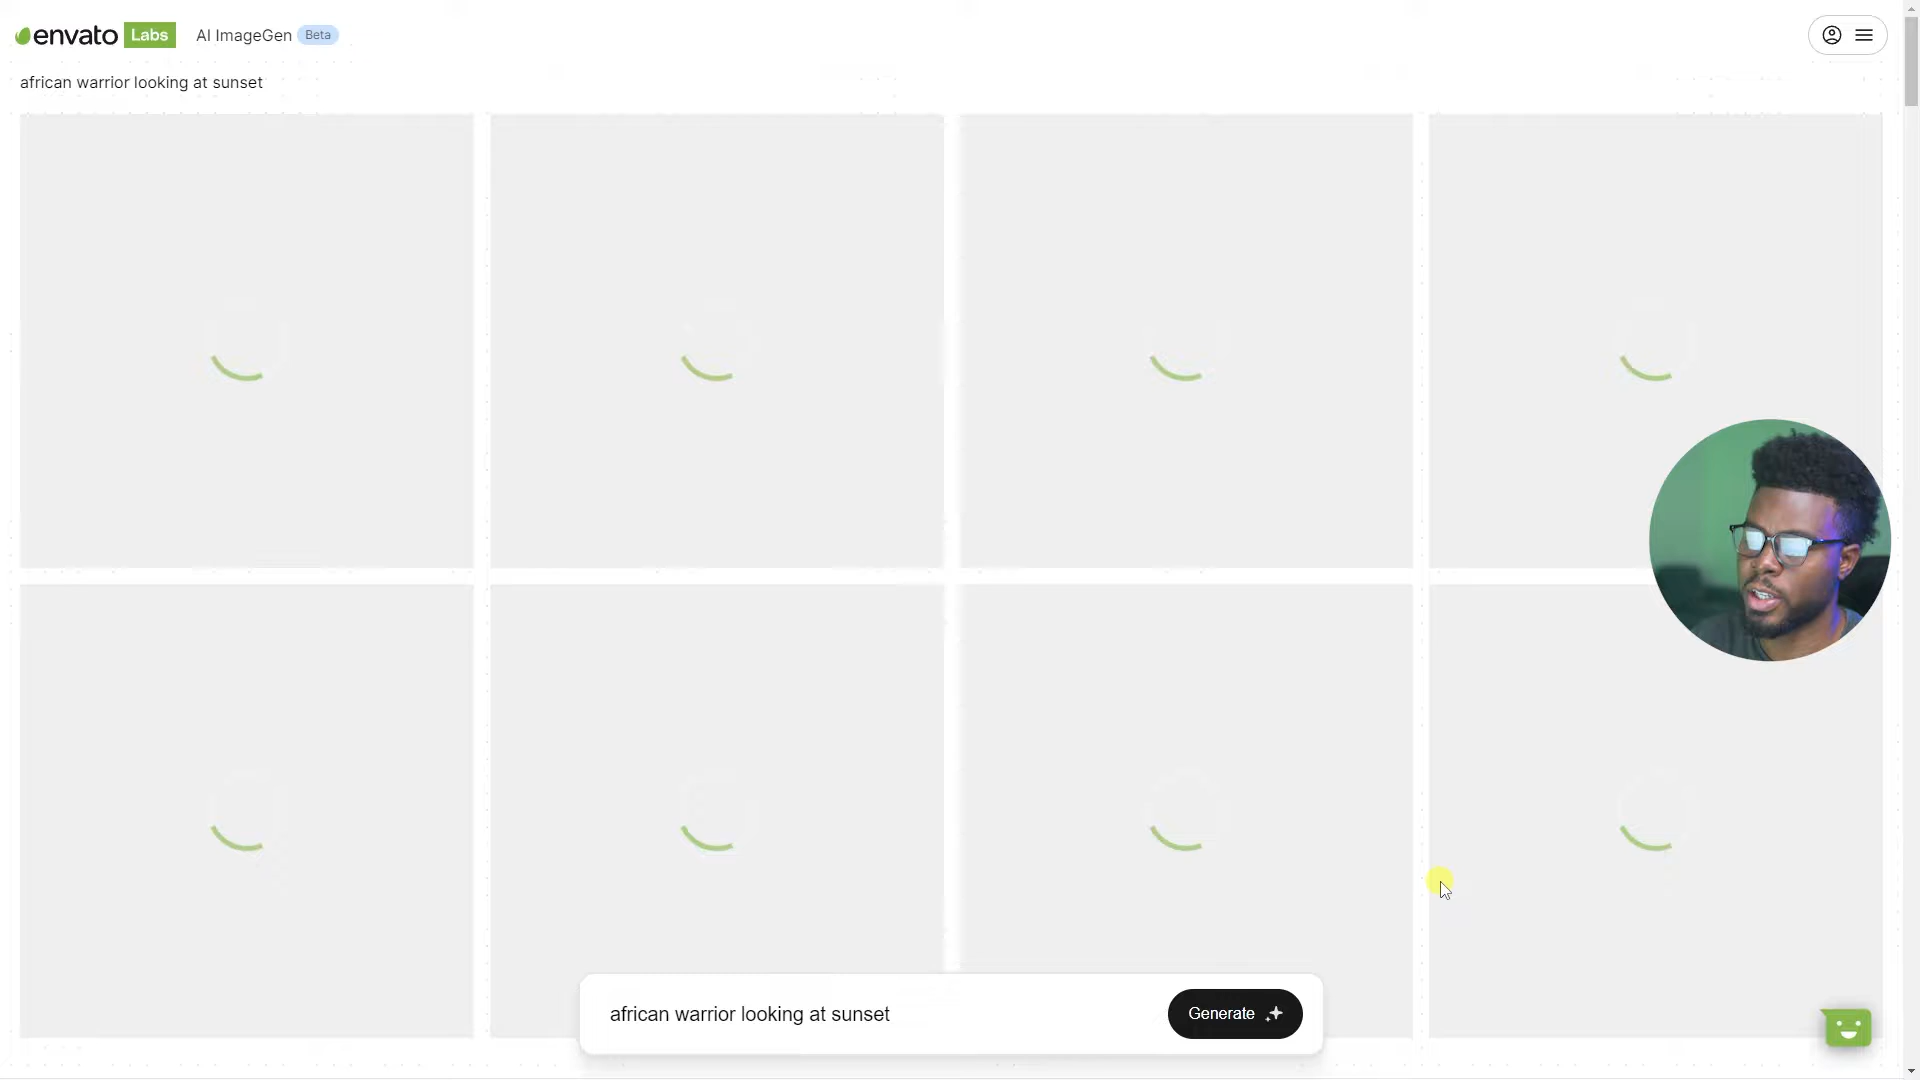 envato Labs AI ImageGen Beta
african warrior looking at sunset
african warrior looking at sunset
Generate